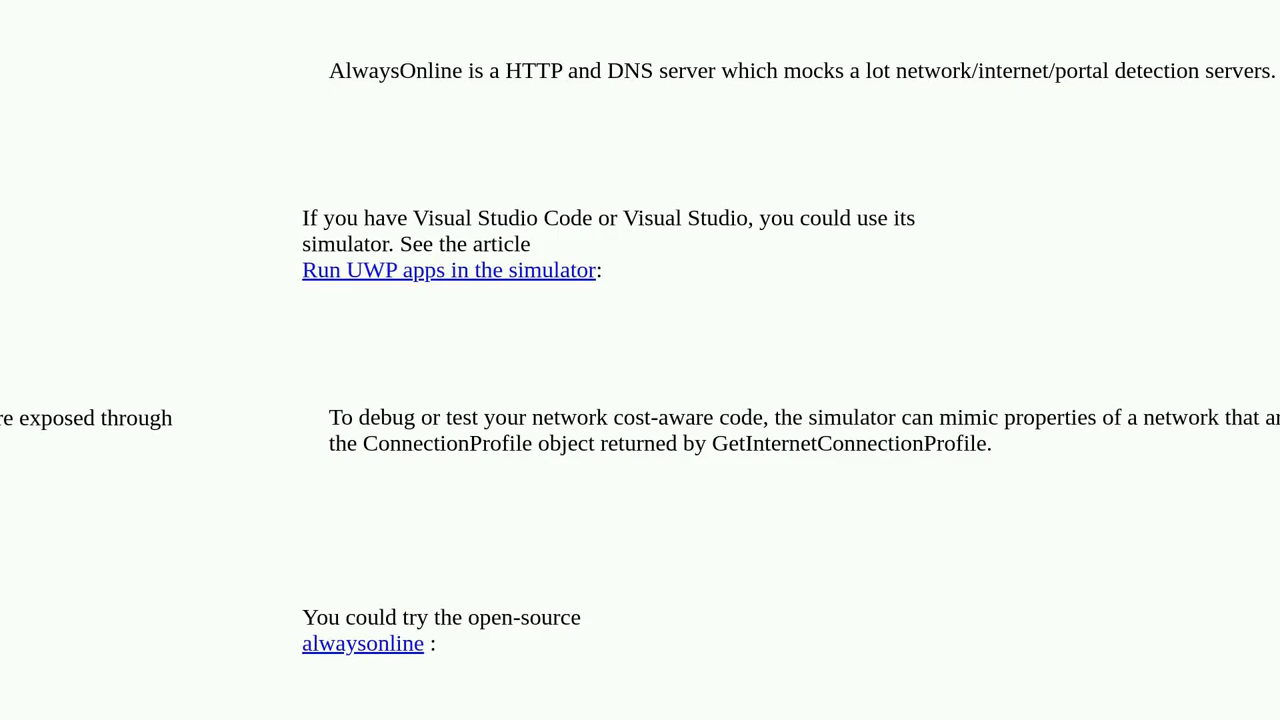 AlwaysOnline is a HTTP and DNS server which mocks a lot network/internet/portal detection servers.
If you have Visual Studio Code or Visual Studio, you could use its
simulator. See the article
Run UWP apps in the simulator:
exposed through
To debug or test your network cost-aware code, the simulator can mimic properties of a network that
the ConnectionProfile object returned by GetInternetConnectionProfile.
You could try the open-source
alwaysonline :